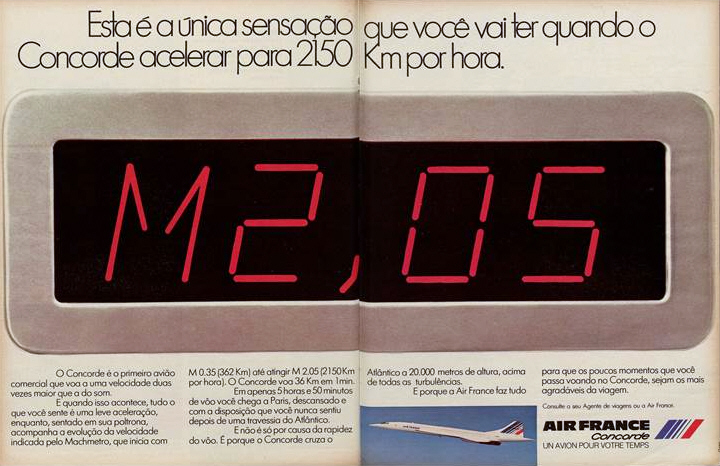 Esta é a única sensação que você vai ter quando o
Concorde acelerar para 2150 Km por hora.
M2,05
O Concorde é o primeiro avião
comercial que voa a uma velocidade duas
vezes maior que a do som.
E quando isso acontece, tudo o
que você sente é uma leve aceleração,
enquanto, sentado em sua poltrona,
acompanha a evolução da velocidade
indicada pelo Machmetro, que inicia com
M 0.35 (362 Km) até atingir M 2.05 (2150 Km
por hora). O Concorde voa 36 Km em 1 min.
Em apenas 5 horas e 50 minutos
de vôo você chega a Paris, descansado e
com a disposição que você nunca sentiu
depois de uma travessia do Atlântico.
E não é só por causa da rapidez
do vôo. É porque o Concorde cruza o
Atlântico a 20.000 metros de altura, acima
de todas as turbulências.
E porque a Air France faz tudo
para que os poucos momentos que você
passa voando no Concorde, sejam os mais
agradáveis da viagem.
Consulte o seu Agente de viagens ou a Air France.
AIR FRANCE
Concorde
UN AVION POUR VOTRE TEMPS
AIR FRANCE